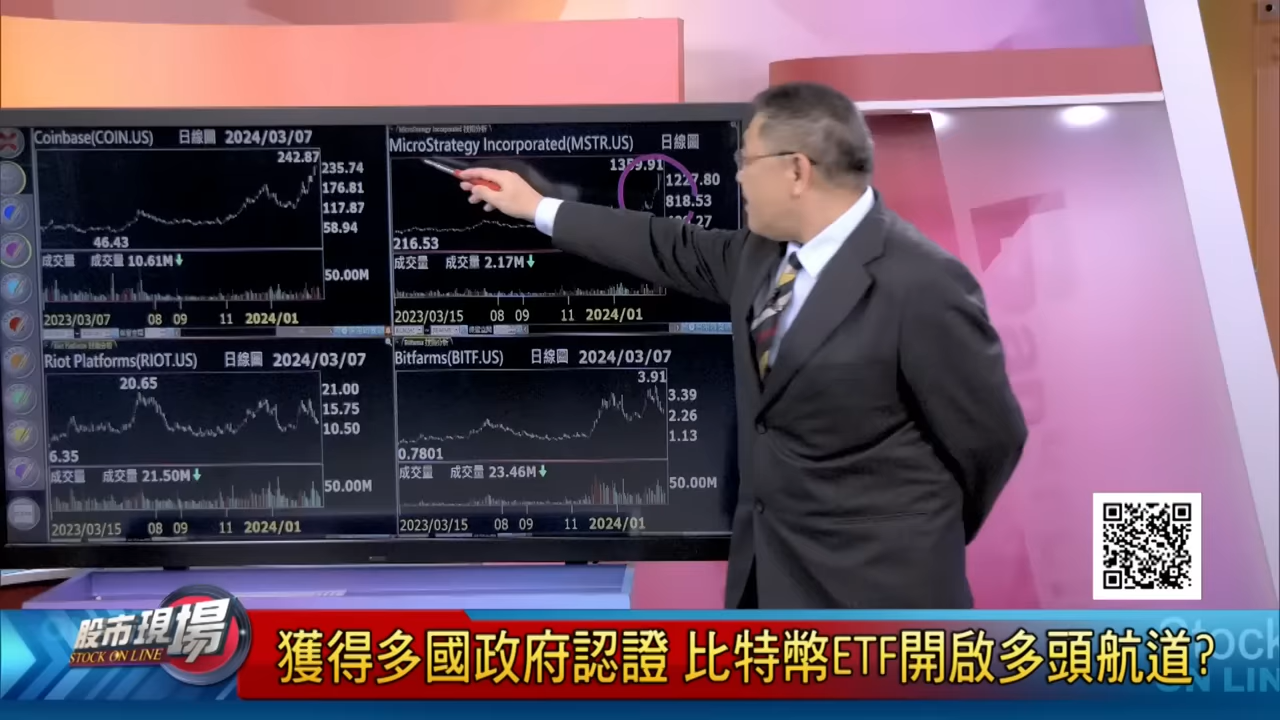 Coinbase(COIN.US) 日線圖 2024/03/07
242.87
235.74
176.81
117.87
58.94
46.43
成交量 成交量 10.61M↓
50.00M
2023/03/07 08 09 11 2024/01
MicroStrategy Incorporated(MSTR.US) 日線圖
1359.91
1227.80
818.53
216.53
成交量 成交量 2.17M↓
2023/03/15 08 09 11 2024/01
Riot Platforms(RIOT.US) 日線圖 2024/03/07
20.65
21.00
15.75
10.50
6.35
成交量 成交量 21.50M↓
50.00M
2023/03/15 08 09 11 2024/01
Bitfarms(BITF.US) 日線圖 2024/03/07
3.91
3.39
2.26
1.13
0.7801
成交量 成交量 23.46M↓
50.00M
2023/03/15 08 09 11 2024/01
股市現場
STOCK ON LINE
獲得多國政府認證 比特幣ETF開啟多頭航道?
Stock
ON LIN